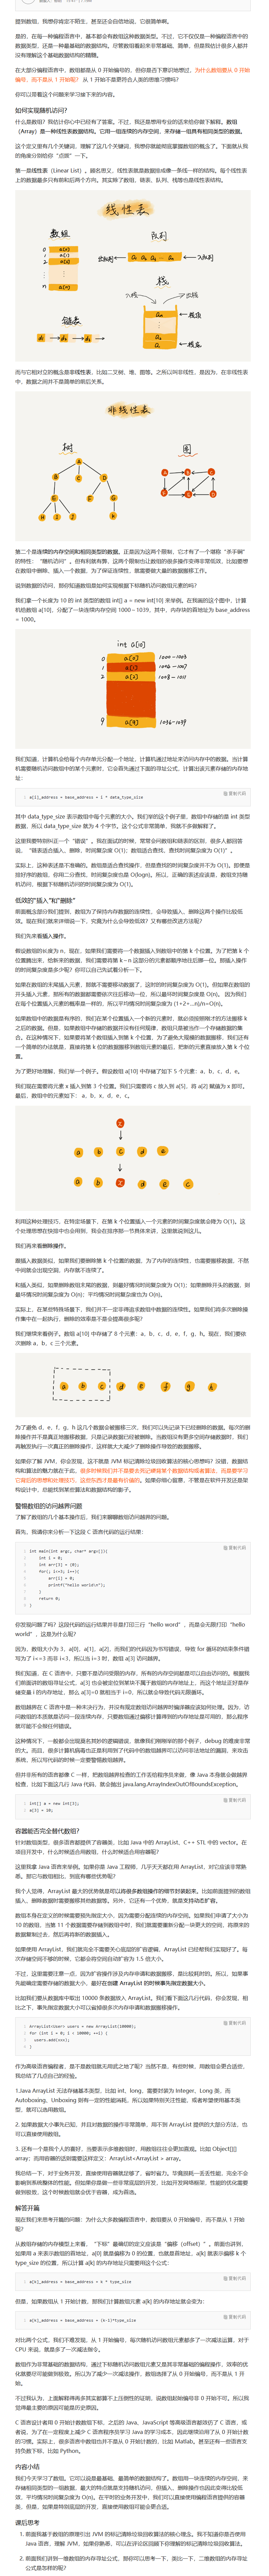 提到数组，我想你肯定不陌生，甚至还会自信地说，它很简单啊。
是的，在每一种编程语言中，基本都会有数组这种数据类型。不过，它不仅仅是一种编程语言中的
数据类型，还是一种最基础的数据结构。尽管数组看起来非常基础、简单，但是我估计很多人都并
没有理解这个基础数据结构的精髓。
在大部分编程语言中，数组都是从 0 开始编号的，但你是否下意识地想过，为什么数组要从 0 开始
编号，而不是从 1 开始呢？ 从 1 开始不是更符合人类的思维习惯吗？
你可以带着这个问题来学习接下来的内容。
如何实现随机访问？
什么是数组？我估计你心中已经有了答案。不过，我还是想用专业的话来给你做下解释。数组
（Array）是一种线性表数据结构。它用一组连续的内存空间，来存储一组具有相同类型的数据。
这个定义里有几个关键词，理解了这几个关键词，我想你就能彻底掌握数组的概念了。下面就从我
的角度分别给你“点拨”一下。
第一是线性表（Linear List）。顾名思义，线性表就是数据排成像一条线一样的结构。每个线性表
上的数据最多只有前和后两个方向。其实除了数组，链表、队列、栈等也是线性表结构。
线性表
数组
队列
栈
链表
而与它相对立的概念是非线性表，比如二叉树、堆、图等。之所以叫非线性，是因为，在非线性表
中，数据之间并不是简单的前后关系。
非线性表
树
图
第二个是连续的内存空间和相同类型的数据。正是因为这两个限制，它才有了一个堪称“杀手锏”
的特性：“随机访问”。但有利就有弊，这两个限制也让数组的很多操作变得非常低效，比如要想
在数组中删除、插入一个数据，为了保证连续性，就需要做大量的数据搬移工作。
说到数据的访问，那你知道数组是如何实现根据下标随机访问数组元素的吗？
我们拿一个长度为 10 的 int 类型的数组 int[] a = new int[10] 来举例。在我画的这个图中，计算
机给数组 a[10]，分配了一块连续内存空间 1000～1039，其中，内存块的首地址为 base_address
= 1000。
int a[10]
0 a[0] 1000~1003
1 a[1] 1004~1007
2 a[2] 1008~1011
9 a[9] 1036~1039
我们知道，计算机会给每个内存单元分配一个地址，计算机通过地址来访问内存中的数据。当计算
机需要随机访问数组中的某个元素时，它会首先通过下面的寻址公式，计算出该元素存储的内存地
址：
复制代码
1 a[i]_address = base_address + i * data_type_size
其中 data_type_size 表示数组中每个元素的大小。我们举的这个例子里，数组中存储的是 int 类型
数据，所以 data_type_size 就为 4 个字节。这个公式非常简单，我就不多做解释了。
这里我要特别纠正一个“错误”。我在面试的时候，常常会问数组和链表的区别，很多人都回答
说，“链表适合插入、删除，时间复杂度 O(1)；数组适合查找，查找时间复杂度为 O(1)”。
实际上，这种表述是不准确的。数组是适合查找操作，但是查找的时间复杂度并不为 O(1)。即便是
排好序的数组，你用二分查找，时间复杂度也是 O(logn)。所以，正确的表述应该是，数组支持随
机访问，根据下标随机访问的时间复杂度为 O(1)。
低效的“插入”和“删除”
前面概念部分我们提到，数组为了保持内存数据的连续性，会导致插入、删除这两个操作比较低
效。现在我们就来详细说一下，究竟为什么会导致低效？又有哪些改进方法呢？
我们先来看插入操作。
假设数组的长度为 n，现在，如果我们需要将一个数据插入到数组中的第 k 个位置。为了把第 k 个
位置腾出来，给新来的数据，我们需要将第 k～n 这部分的元素都顺序地往后挪一位。那插入操作
的时间复杂度是多少呢？你可以自己先试着分析一下。
如果在数组的末尾插入元素，那就不需要移动数据了，这时的时间复杂度为 O(1)。但如果在数组的
开头插入元素，那所有的数据都需要依次往后移动一位，所以最坏时间复杂度是 O(n)。因为我们
在每个位置插入元素的概率是一样的，所以平均情况时间复杂度为 (1+2+…n)/n=O(n)。
如果数组中的数据是有序的，我们在某个位置插入一个新的元素时，就必须按照刚才的方法搬移 k
之后的数据。但是，如果数组中存储的数据并没有任何规律，数组只是被当作一个存储数据的集
合。在这种情况下，如果要将某个数据插入到第 k 个位置，为了避免大规模的数据搬移，我们还有
一个简单的办法就是，直接将第 k 位的数据搬移到数组元素的最后，把新的元素直接放入第 k 个位
置。
为了更好地理解，我们举一个例子。假设数组 a[10] 中存储了如下 5 个元素：a，b，c，d，e。
我们现在需要将元素 x 插入到第 3 个位置。我们只需要将 c 放入到 a[5]，将 a[2] 赋值为 x 即可。
最后，数组中的元素如下： a，b，x，d，e，c。
x
a b c d e
a b x d e c
利用这种处理技巧，在特定场景下，在第 k 个位置插入一个元素的时间复杂度就会降为 O(1)。这
个处理思想在快排中也会用到，我会在排序那一节具体来讲，这里就说到这儿。
我们再来看删除操作。
跟插入数据类似，如果我们要删除第 k 个位置的数据，为了内存的连续性，也需要搬移数据，不然
中间就会出现空洞，内存就不连续了。
和插入类似，如果删除数组末尾的数据，则最好情况时间复杂度为 O(1)；如果删除开头的数据，则
最坏情况时间复杂度为 O(n)；平均情况时间复杂度也为 O(n)。
实际上，在某些特殊场景下，我们并不一定非得追求数组中数据的连续性。如果我们将多次删除操
作集中在一起执行，删除的效率是不是会提高很多呢？
我们继续来看例子。数组 a[10] 中存储了 8 个元素：a，b，c，d，e，f，g，h。现在，我们要依
次删除 a，b，c 三个元素。
a b c d e f g h
为了避免 d，e，f，g，h 这几个数据会被搬移三次，我们可以先记录下已经删除的数据。每次的删
除操作并不是真正地搬移数据，只是记录数据已经被删除。当数组没有更多空间存储数据时，我们
再触发执行一次真正的删除操作，这样就大大减少了删除操作导致的数据搬移。
如果你了解 JVM，你会发现，这不就是 JVM 标记清除垃圾回收算法的核心思想吗？没错，数据结
构和算法的魅力就在于此，很多时候我们并不是要去死记硬背某个数据结构或者算法，而是要学习
它背后的思想和处理技巧，这些东西才是最有价值的。如果你细心留意，不管是在软件开发还是架
构设计中，总能找到某些算法和数据结构的影子。
警惕数组的访问越界问题
了解了数组的几个基本操作后，我们来聊聊数组访问越界的问题。
首先，我请你来分析一下这段 C 语言代码的运行结果：
复制代码
1 int main(int argc, char* argv[]){
2 int i = 0;
3 int arr[3] = {0};
4 for(; i<=3; i++){
5 arr[i] = 0;
6 printf("hello world\n");
7 }
8 return 0;
9 }
你发现问题了吗？这段代码的运行结果并非是打印三行“hello word”，而是会无限打印“hello
world”，这是为什么呢？
因为，数组大小为 3，a[0]，a[1]，a[2]，而我们的代码因为书写错误，导致 for 循环的结束条件错
写为了 i<=3 而非 i<3，所以当 i=3 时，数组 a[3] 访问越界。
我们知道，在 C 语言中，只要不是访问受限的内存，所有的内存空间都是可以自由访问的。根据我
们前面讲的数组寻址公式，a[3] 也会被定位到某块不属于数组的内存地址上，而这个地址正好是存
储变量 i 的内存地址，那么 a[3]=0 就相当于 i=0，所以就会导致代码无限循环。
数组越界在 C 语言中是一种未决行为，并没有规定数组访问越界时编译器应该如何处理。因为，访
问数组的本质就是访问一段连续内存，只要数组通过偏移计算得到的内存地址是可用的，那么程序
就可能不会报任何错误。
这种情况下，一般都会出现莫名其妙的逻辑错误，就像我们刚刚举的那个例子，debug 的难度非常
的大。而且，很多计算机病毒也正是利用到了代码中的数组越界可以访问非法地址的漏洞，来攻击
系统，所以写代码的时候一定要警惕数组越界。
但并非所有的语言都像 C 一样，把数组越界检查的工作丢给程序员来做，像 Java 本身就会做越界
检查，比如下面这几行 Java 代码，就会抛出 java.lang.ArrayIndexOutOfBoundsException。
复制代码
1 int[] a = new int[3];
2 a[3] = 10;
容器能否完全替代数组？
针对数组类型，很多语言都提供了容器类，比如 Java 中的 ArrayList、C++ STL 中的 vector。在
项目开发中，什么时候适合用数组，什么时候适合用容器呢？
这里我拿 Java 语言来举例。如果你是 Java 工程师，几乎天天都在用 ArrayList，对它应该非常熟
悉。那它与数组相比，到底有哪些优势呢？
我个人觉得，ArrayList 最大的优势就是可以将很多数组操作的细节封装起来。比如前面提到的数组
插入、删除数据时需要搬移其他数据等。另外，它还有一个优势，就是支持动态扩容。
数组本身在定义的时候需要预先指定大小，因为需要分配连续的内存空间。如果我们申请了大小为
10 的数组，当第 11 个数据需要存储到数组中时，我们就需要重新分配一块更大的空间，将原来的
数据复制过去，然后再将新的数据插入。
如果使用 ArrayList，我们就完全不需要关心底层的扩容逻辑，ArrayList 已经帮我们实现好了。每
次存储空间不够的时候，它都会将空间自动扩容为 1.5 倍大小。
不过，这里需要注意一点，因为扩容操作涉及内存申请和数据搬移，是比较耗时的。所以，如果事
先能确定需要存储的数据大小，最好在创建 ArrayList 的时候事先指定数据大小。
比如我们要从数据库中取出 10000 条数据放入 ArrayList。我们看下面这几行代码，你会发现，相
比之下，事先指定数据大小可以省掉很多次内存申请和数据搬移操作。
复制代码
1 ArrayList<User> users = new ArrayList(10000);
2 for (int i = 0; i < 10000; ++i) {
3 users.add(xxx);
4 }
作为高级语言编程者，是不是数组就无用武之地了呢？当然不是，有些时候，用数组会更合适些，
我总结了几点自己的经验。
1.Java ArrayList 无法存储基本类型，比如 int、long，需要封装为 Integer、Long 类，而
Autoboxing、Unboxing 则有一定的性能消耗，所以如果特别关注性能，或者希望使用基本类
型，就可以选用数组。
2. 如果数据大小事先已知，并且对数据的操作非常简单，用不到 ArrayList 提供的大部分方法，也
可以直接使用数组。
3. 还有一个是我个人的喜好，当要表示多维数组时，用数组往往会更加直观。比如 Object[][]
array；而用容器的话则需要这样定义：ArrayList<ArrayList > array。
我总结一下，对于业务开发，直接使用容器就足够了，省时省力。毕竟损耗一丢丢性能，完全不会
影响到系统整体的性能。但如果你是做一些非常底层的开发，比如开发网络框架，性能的优化需要
做到极致，这个时候数组就会优于容器，成为首选。
解答开篇
现在我们来思考开篇的问题：为什么大多数编程语言中，数组要从 0 开始编号，而不是从 1 开始
呢？
从数组存储的内存模型上来看，“下标”最确切的定义应该是“偏移（offset）”。前面也讲到，
如果用 a 来表示数组的首地址，a[0] 就是偏移为 0 的位置，也就是首地址，a[k] 就表示偏移 k 个
type_size 的位置，所以计算 a[k] 的内存地址只需要用这个公式：
复制代码
1 a[k]_address = base_address + k * type_size
但是，如果数组从 1 开始计数，那我们计算数组元素 a[k] 的内存地址就会变为：
复制代码
1 a[k]_address = base_address + (k-1)*type_size
对比两个公式，我们不难发现，从 1 开始编号，每次随机访问数组元素都多了一次减法运算，对于
CPU 来说，就是多了一次减法指令。
数组作为非常基础的数据结构，通过下标随机访问数组元素又是其非常基础的编程操作，效率的优
化就要尽可能做到极致。所以为了减少一次减法操作，数组选择了从 0 开始编号，而不是从 1 开
始。
不过我认为，上面解释得再多其实都算不上压倒性的证明，说数组起始编号非 0 开始不可。所以我
觉得最主要的原因可能是历史原因。
C 语言设计者用 0 开始计数数组下标，之后的 Java、JavaScript 等高级语言都效仿了 C 语言，或
者说，为了在一定程度上减少 C 语言程序员学习 Java 的学习成本，因此继续沿用了从 0 开始计数
的习惯。实际上，很多语言中数组也并不是从 0 开始计数的，比如 Matlab。甚至还有一些语言支
持负数下标，比如 Python。
内容小结
我们今天学习了数组。它可以说是最基础、最简单的数据结构了。数组用一块连续的内存空间，来
存储相同类型的一组数据，最大的特点就是支持随机访问，但插入、删除操作也因此变得比较低
效，平均情况时间复杂度为 O(n)。在平时的业务开发中，我们可以直接使用编程语言提供的容器
类，但是，如果是特别底层的开发，直接使用数组可能会更合适。
课后思考
1. 前面我基于数组的原理引出 JVM 的标记清除垃圾回收算法的核心理念。我不知道你是否使用
Java 语言，理解 JVM，如果你熟悉，可以在评论区回顾下你理解的标记清除垃圾回收算法。
2. 前面我们讲到一维数组的内存寻址公式，那你可以思考一下，类比一下，二维数组的内存寻址
公式是怎样的呢？